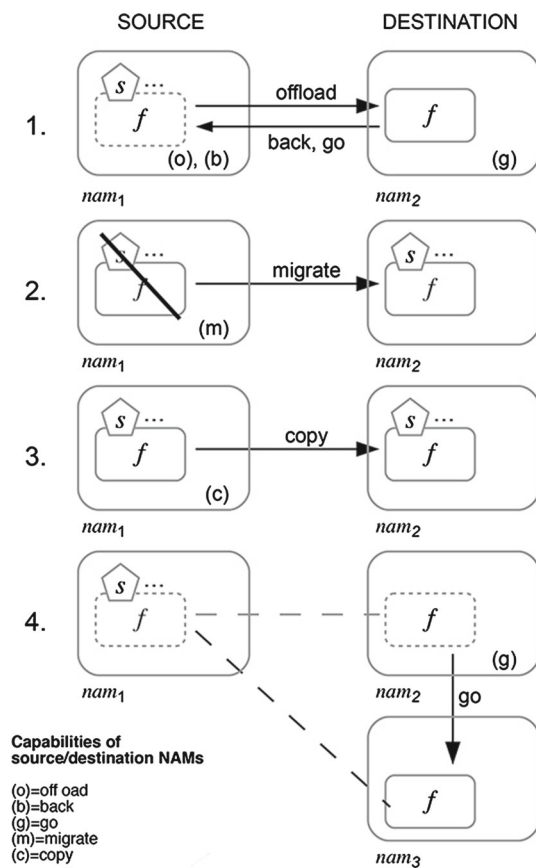 SOURCE DESTINATION
s ... offload
1. f f
back, go
(o), (b) (g)
nam1 nam2
s ... s ...
2. f migrate f
(m)
nam1 nam2
s ... s ...
3. f copy f
(c)
nam1 nam2
s ...
4. f f
(g)
nam1 nam2
go
Capabilities of
source/destination NAMs
(o)=off oad
(b)=back
(g)=go
(m)=migrate
(c)=copy
f
nam3